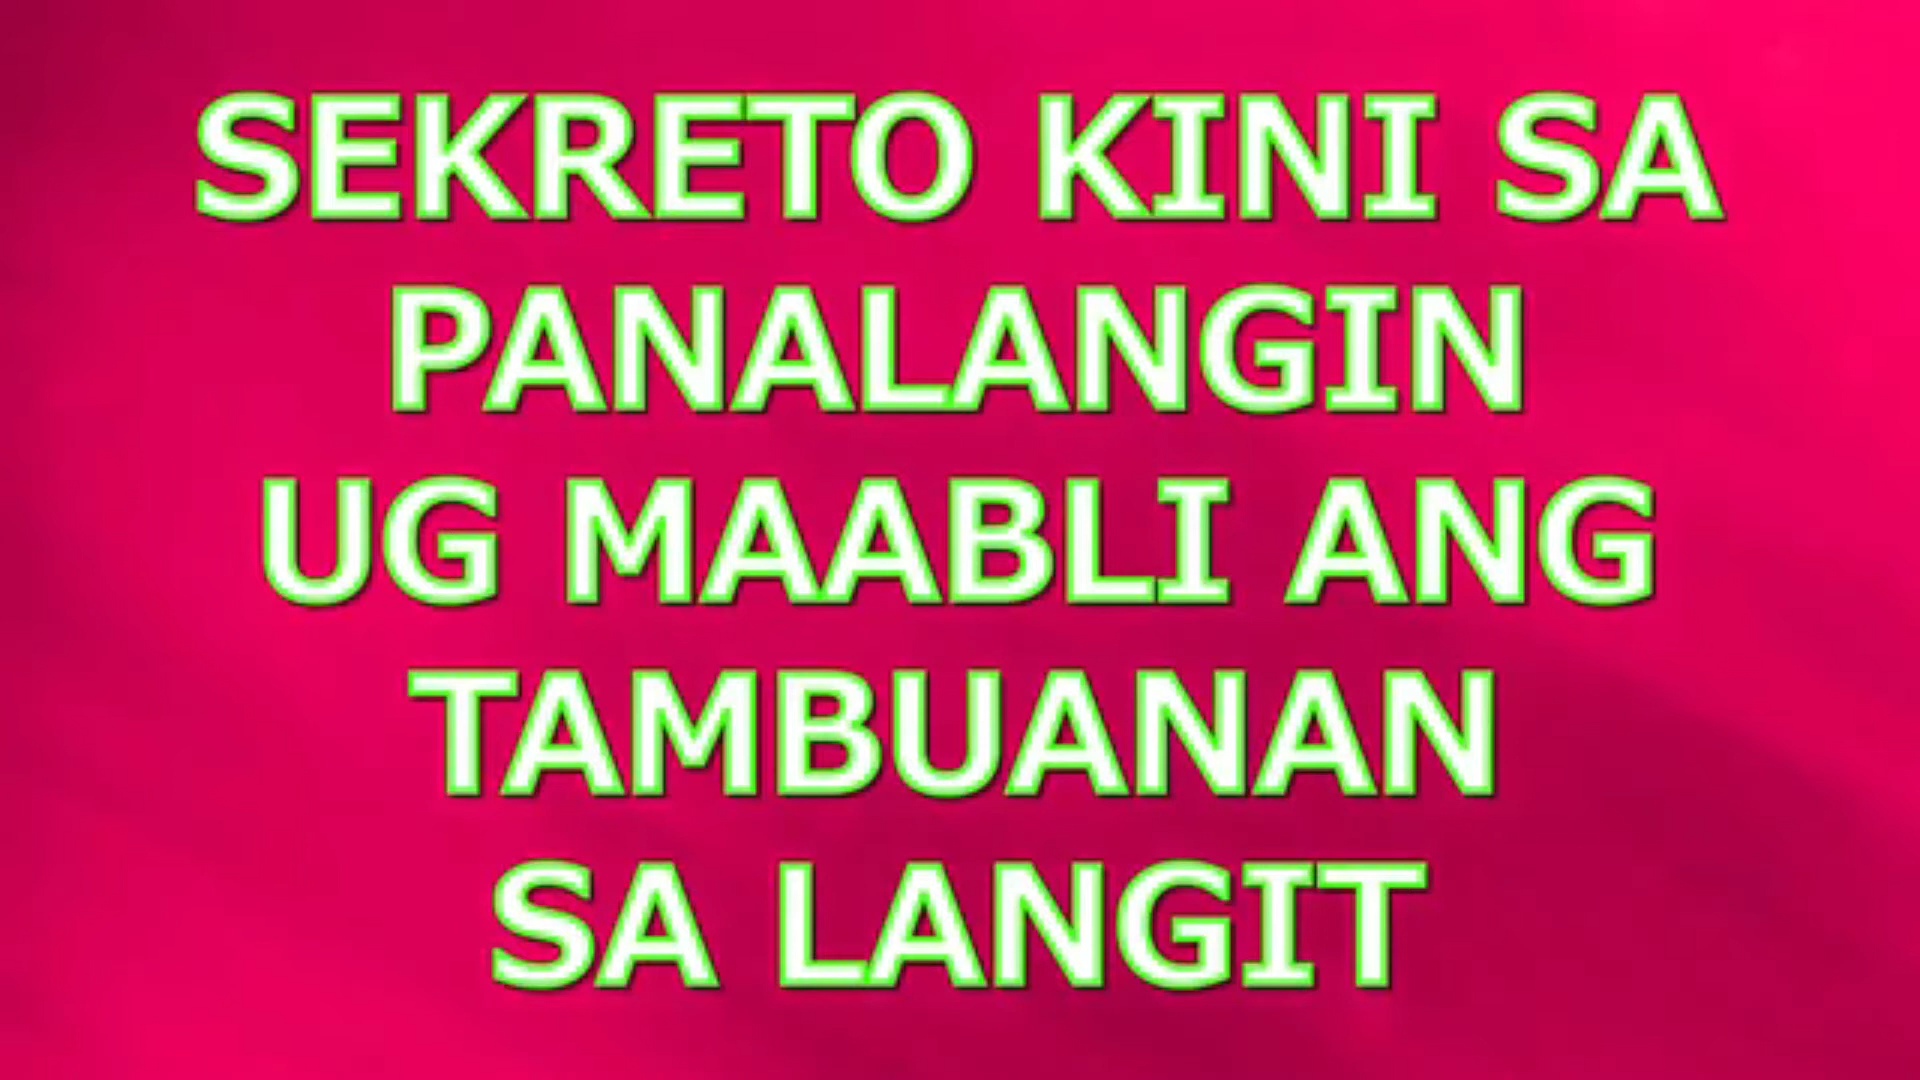 SEKRETO KINI SA
PANALANGIN
UG MAABLI ANG
TAMBUANAN
SA LANGIT